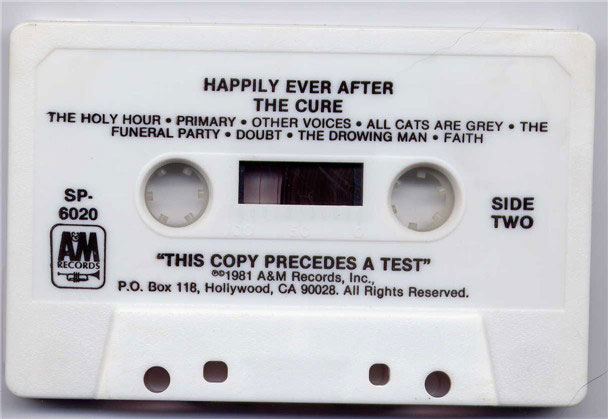 HAPPILY EVER AFTER
THE CURE
THE HOLY HOUR • PRIMARY • OTHER VOICES • ALL CATS ARE GREY • THE
FUNERAL PARTY • DOUBT • THE DROWING MAN • FAITH
SP-
6020
SIDE
TWO
A&M
RECORDS
"THIS COPY PRECEDES A TEST"
℗©1981 A&M Records, Inc.,
P.O. Box 118, Hollywood, CA 90028. All Rights Reserved.